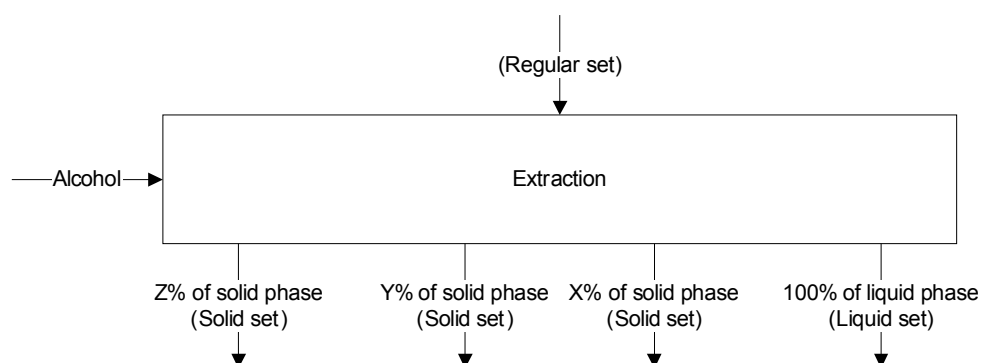 (Regular set)
Alcohol
Extraction
Z% of solid phase
(Solid set)
Y% of solid phase
(Solid set)
X% of solid phase
(Solid set)
100% of liquid phase
(Liquid set)